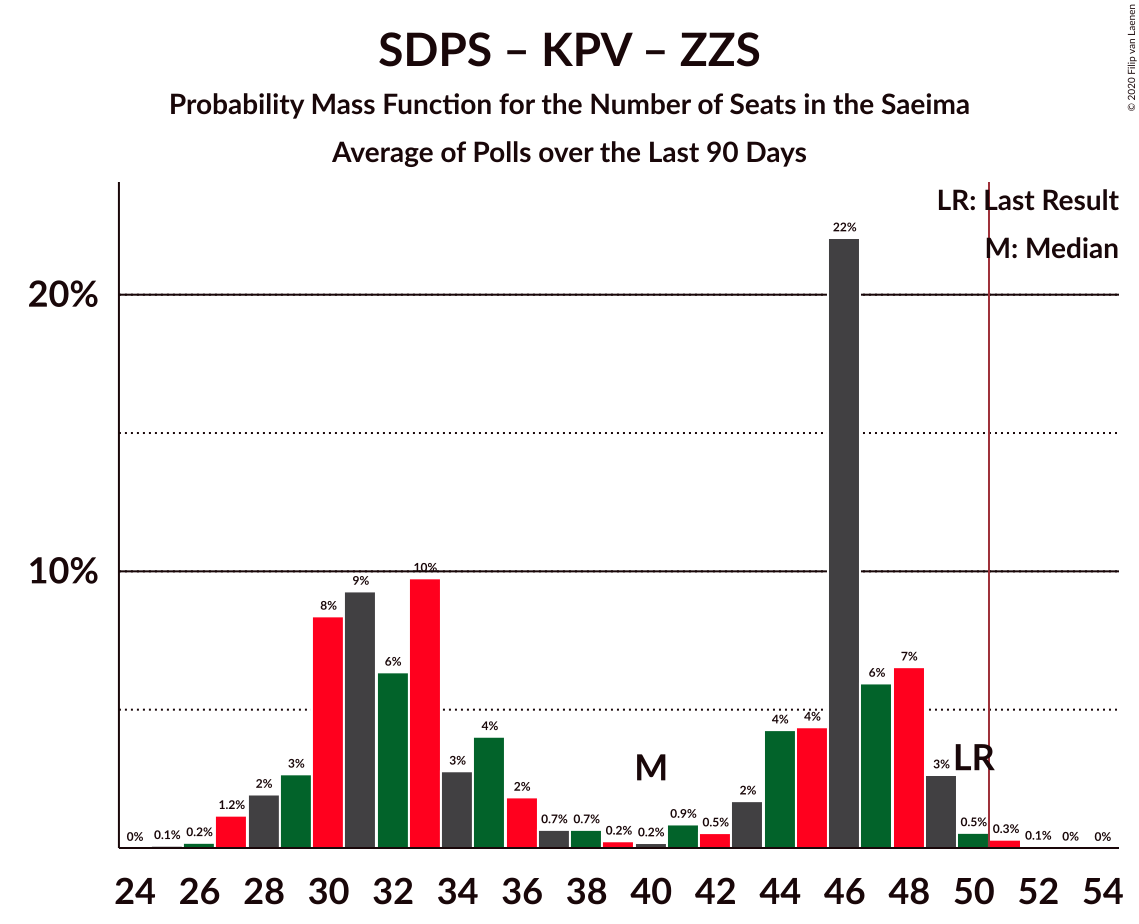 SDPS – KPV – ZZS
Probability Mass Function for the Number of Seats in the Saeima
Average of Polls over the Last 90 Days
© 2020 Filip van Laenen
LR: Last Result
M: Median
20%
10%
0% 0.1% 0.2% 1.2% 2% 3% 8% 9% 6% 10% 3% 4% 2% 0.7% 0.7% 0.2% 0.2% 0.9% 0.5% 2% 4% 4% 22% 6% 7% 3% 0.5% 0.3% 0.1% 0% 0%
M
LR
24 26 28 30 32 34 36 38 40 42 44 46 48 50 52 54